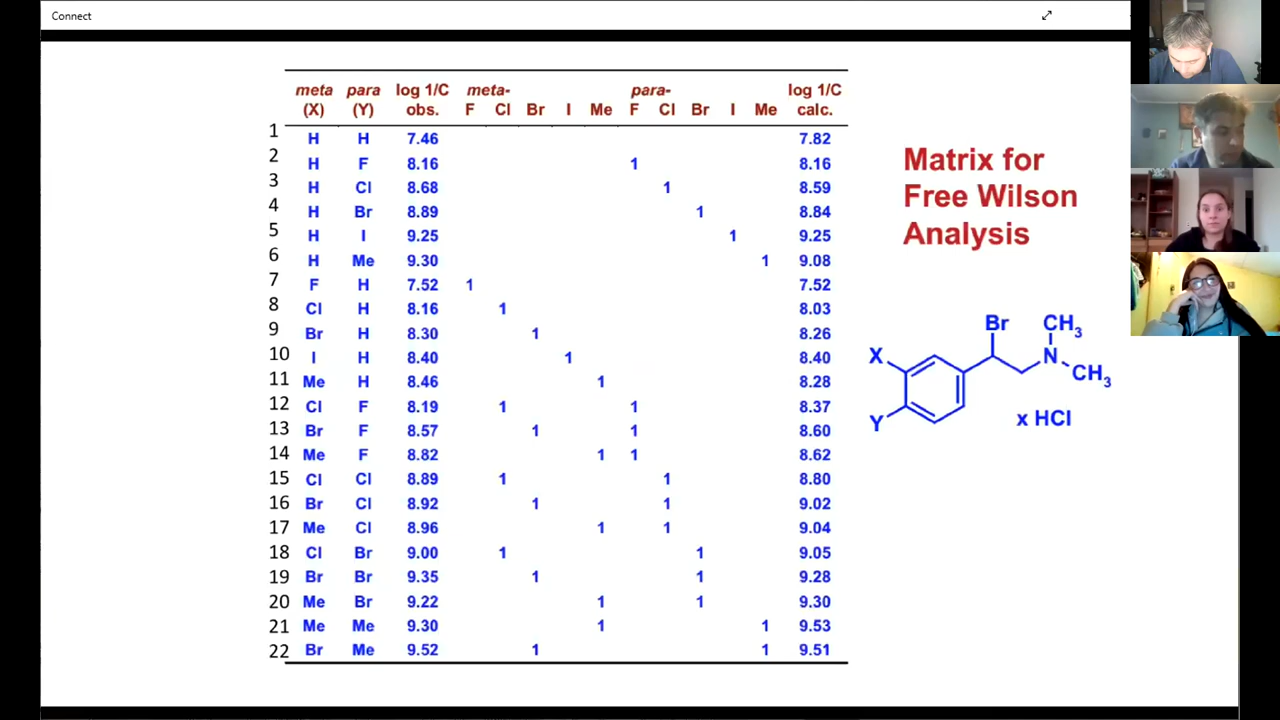 Connect
meta para log 1/C meta- para- log 1/C
(X) (Y) obs. F Cl Br I Me F Cl Br I Me calc.
1 H H 7.46 7.82
2 H F 8.16 1 8.16
3 H Cl 8.68 1 8.59
4 H Br 8.89 1 8.84
5 H I 9.25 1 9.25
6 H Me 9.30 1 9.08
7 F H 7.52 1 7.52
8 Cl H 8.16 1 8.03
9 Br H 8.30 1 8.26
10 I H 8.40 1 8.40
11 Me H 8.46 1 8.28
12 Cl F 8.19 1 1 8.37
13 Br F 8.57 1 1 8.60
14 Me F 8.82 1 1 8.62
15 Cl Cl 8.89 1 1 8.80
16 Br Cl 8.92 1 1 9.02
17 Me Cl 8.96 1 1 9.04
18 Cl Br 9.00 1 1 9.05
19 Br Br 9.35 1 1 9.28
20 Me Br 9.22 1 1 9.30
21 Me Me 9.30 1 1 9.53
22 Br Me 9.52 1 1 9.51
Matrix for
Free Wilson
Analysis
Br CH3
X N
CH3
Y x HCl